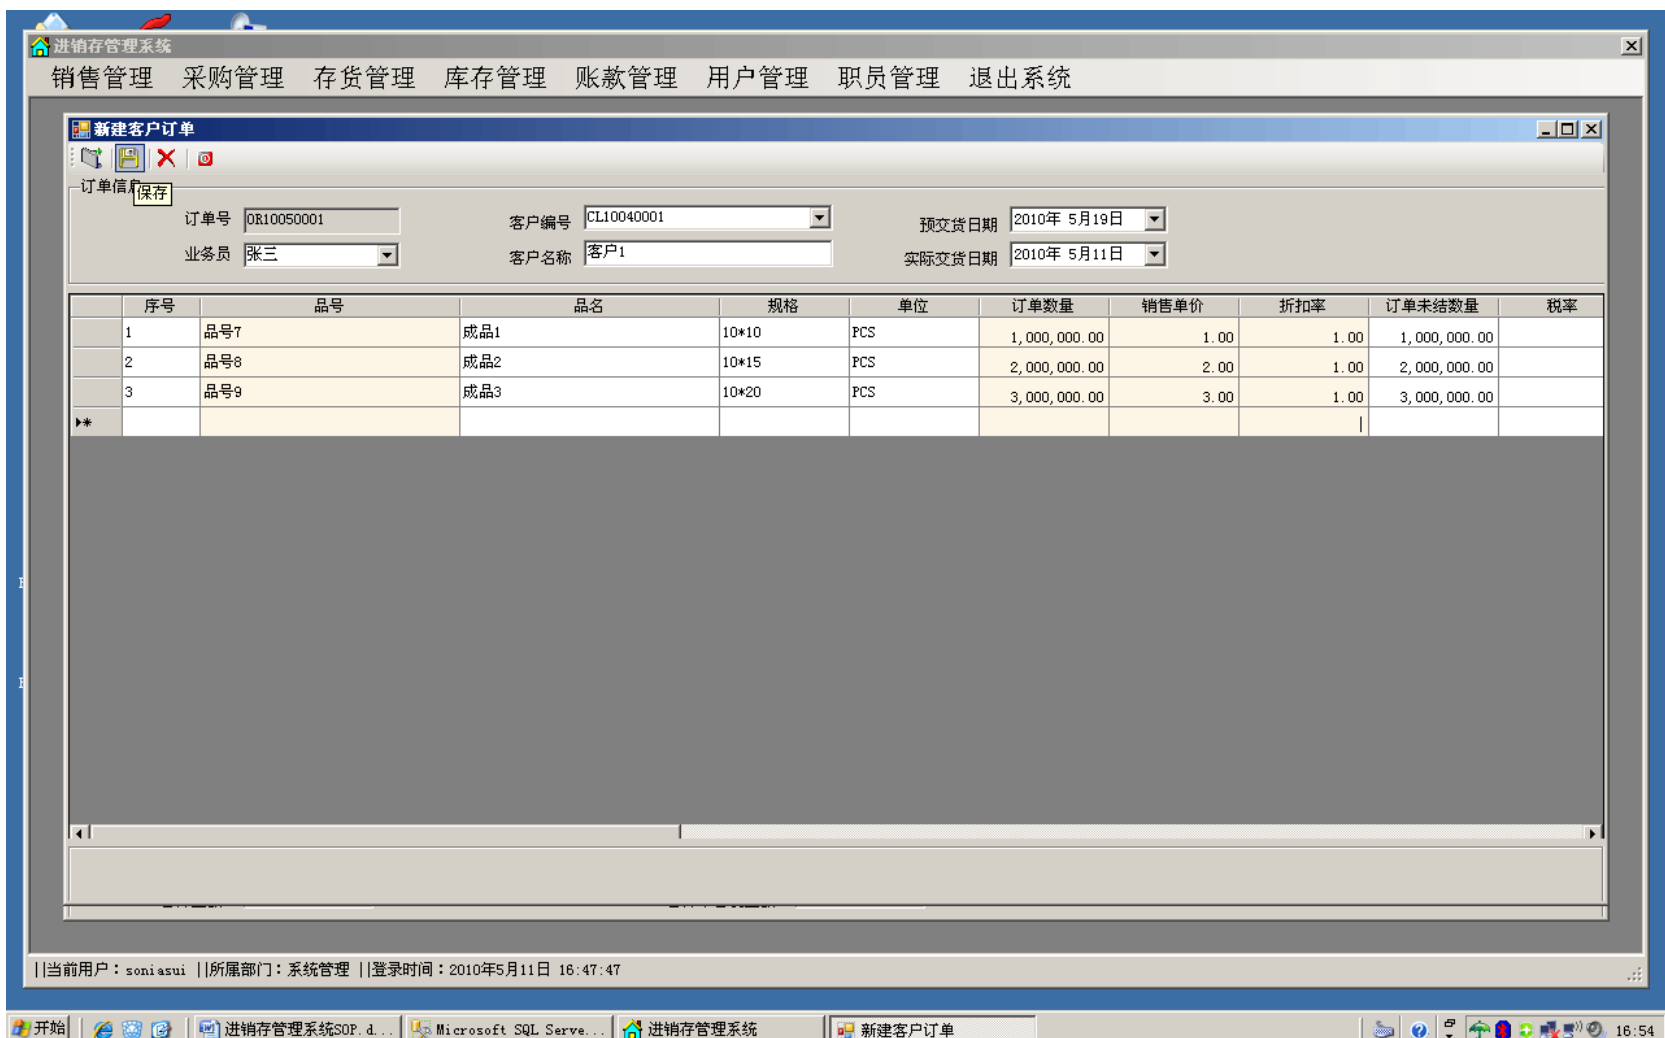 进销存管理系统
销售管理 采购管理 存货管理 库存管理 账款管理 用户管理 职员管理 退出系统
新建客户订单
订单信息
保存
订单号 OR10050001 客户编号 CL10040001 预交货日期 2010年 5月19日
业务员 张三 客户名称 客户1 实际交货日期 2010年 5月11日
序号 品号 品名 规格 单位 订单数量 销售单价 折扣率 订单未结数量 税率
1 品号7 成品1 10*10 PCS 1,000,000.00 1.00 1.00 1,000,000.00
2 品号8 成品2 10*15 PCS 2,000,000.00 2.00 1.00 2,000,000.00
3 品号9 成品3 10*20 PCS 3,000,000.00 3.00 1.00 3,000,000.00
||当前用户：soniasui ||所属部门：系统管理 ||登录时间：2010年5月11日 16:47:47
开始 进销存管理系统SOP.d... Microsoft SQL Serve... 进销存管理系统 新建客户订单 16:54